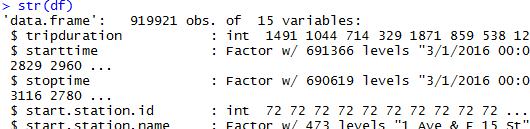 > str(df)
'data.frame':   919921 obs. of  15 variables:
 $ tripduration           : int  1491 1044 714 329 1871 859 538 12
 $ starttime              : Factor w/ 691366 levels "3/1/2016 00:0
2829 2960 ...
 $ stoptime               : Factor w/ 690619 levels "3/1/2016 00:0
3116 2780 ...
 $ start.station.id       : int  72 72 72 72 72 72 72 72 72 72 ...
 $ start.station.name     : Factor w/ 473 levels "1 Ave & E 15 St"